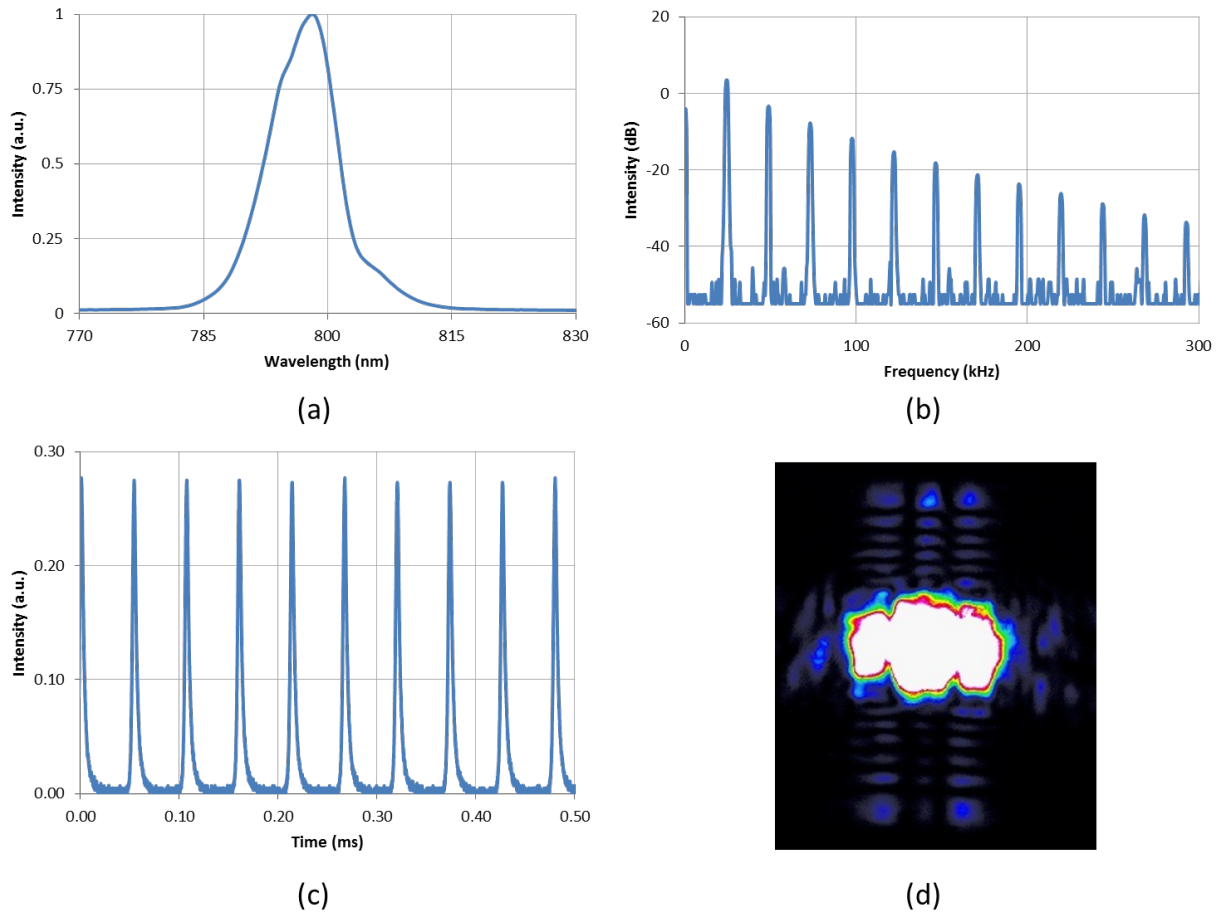 1
0.75
0.5
0.25
0
770
785
800
815
830
Intensity (a.u.)
Wavelength (nm)
(a)
20
0
-20
-40
-60
0
100
200
300
Intensity (dB)
Frequency (kHz)
(b)
0.30
0.20
0.10
0.00
0.00
0.10
0.20
0.30
0.40
0.50
Intensity (a.u.)
Time (ms)
(c)
(d)